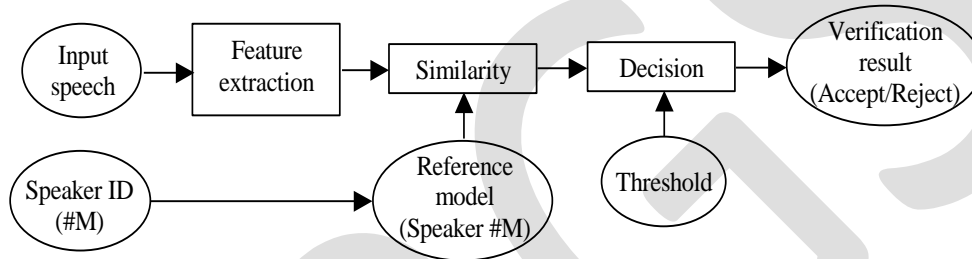 Input
speech
Feature
extraction
Similarity
Decision
Verification
result
(Accept/Reject)
Speaker ID
(#M)
Reference
model
(Speaker #M)
Threshold